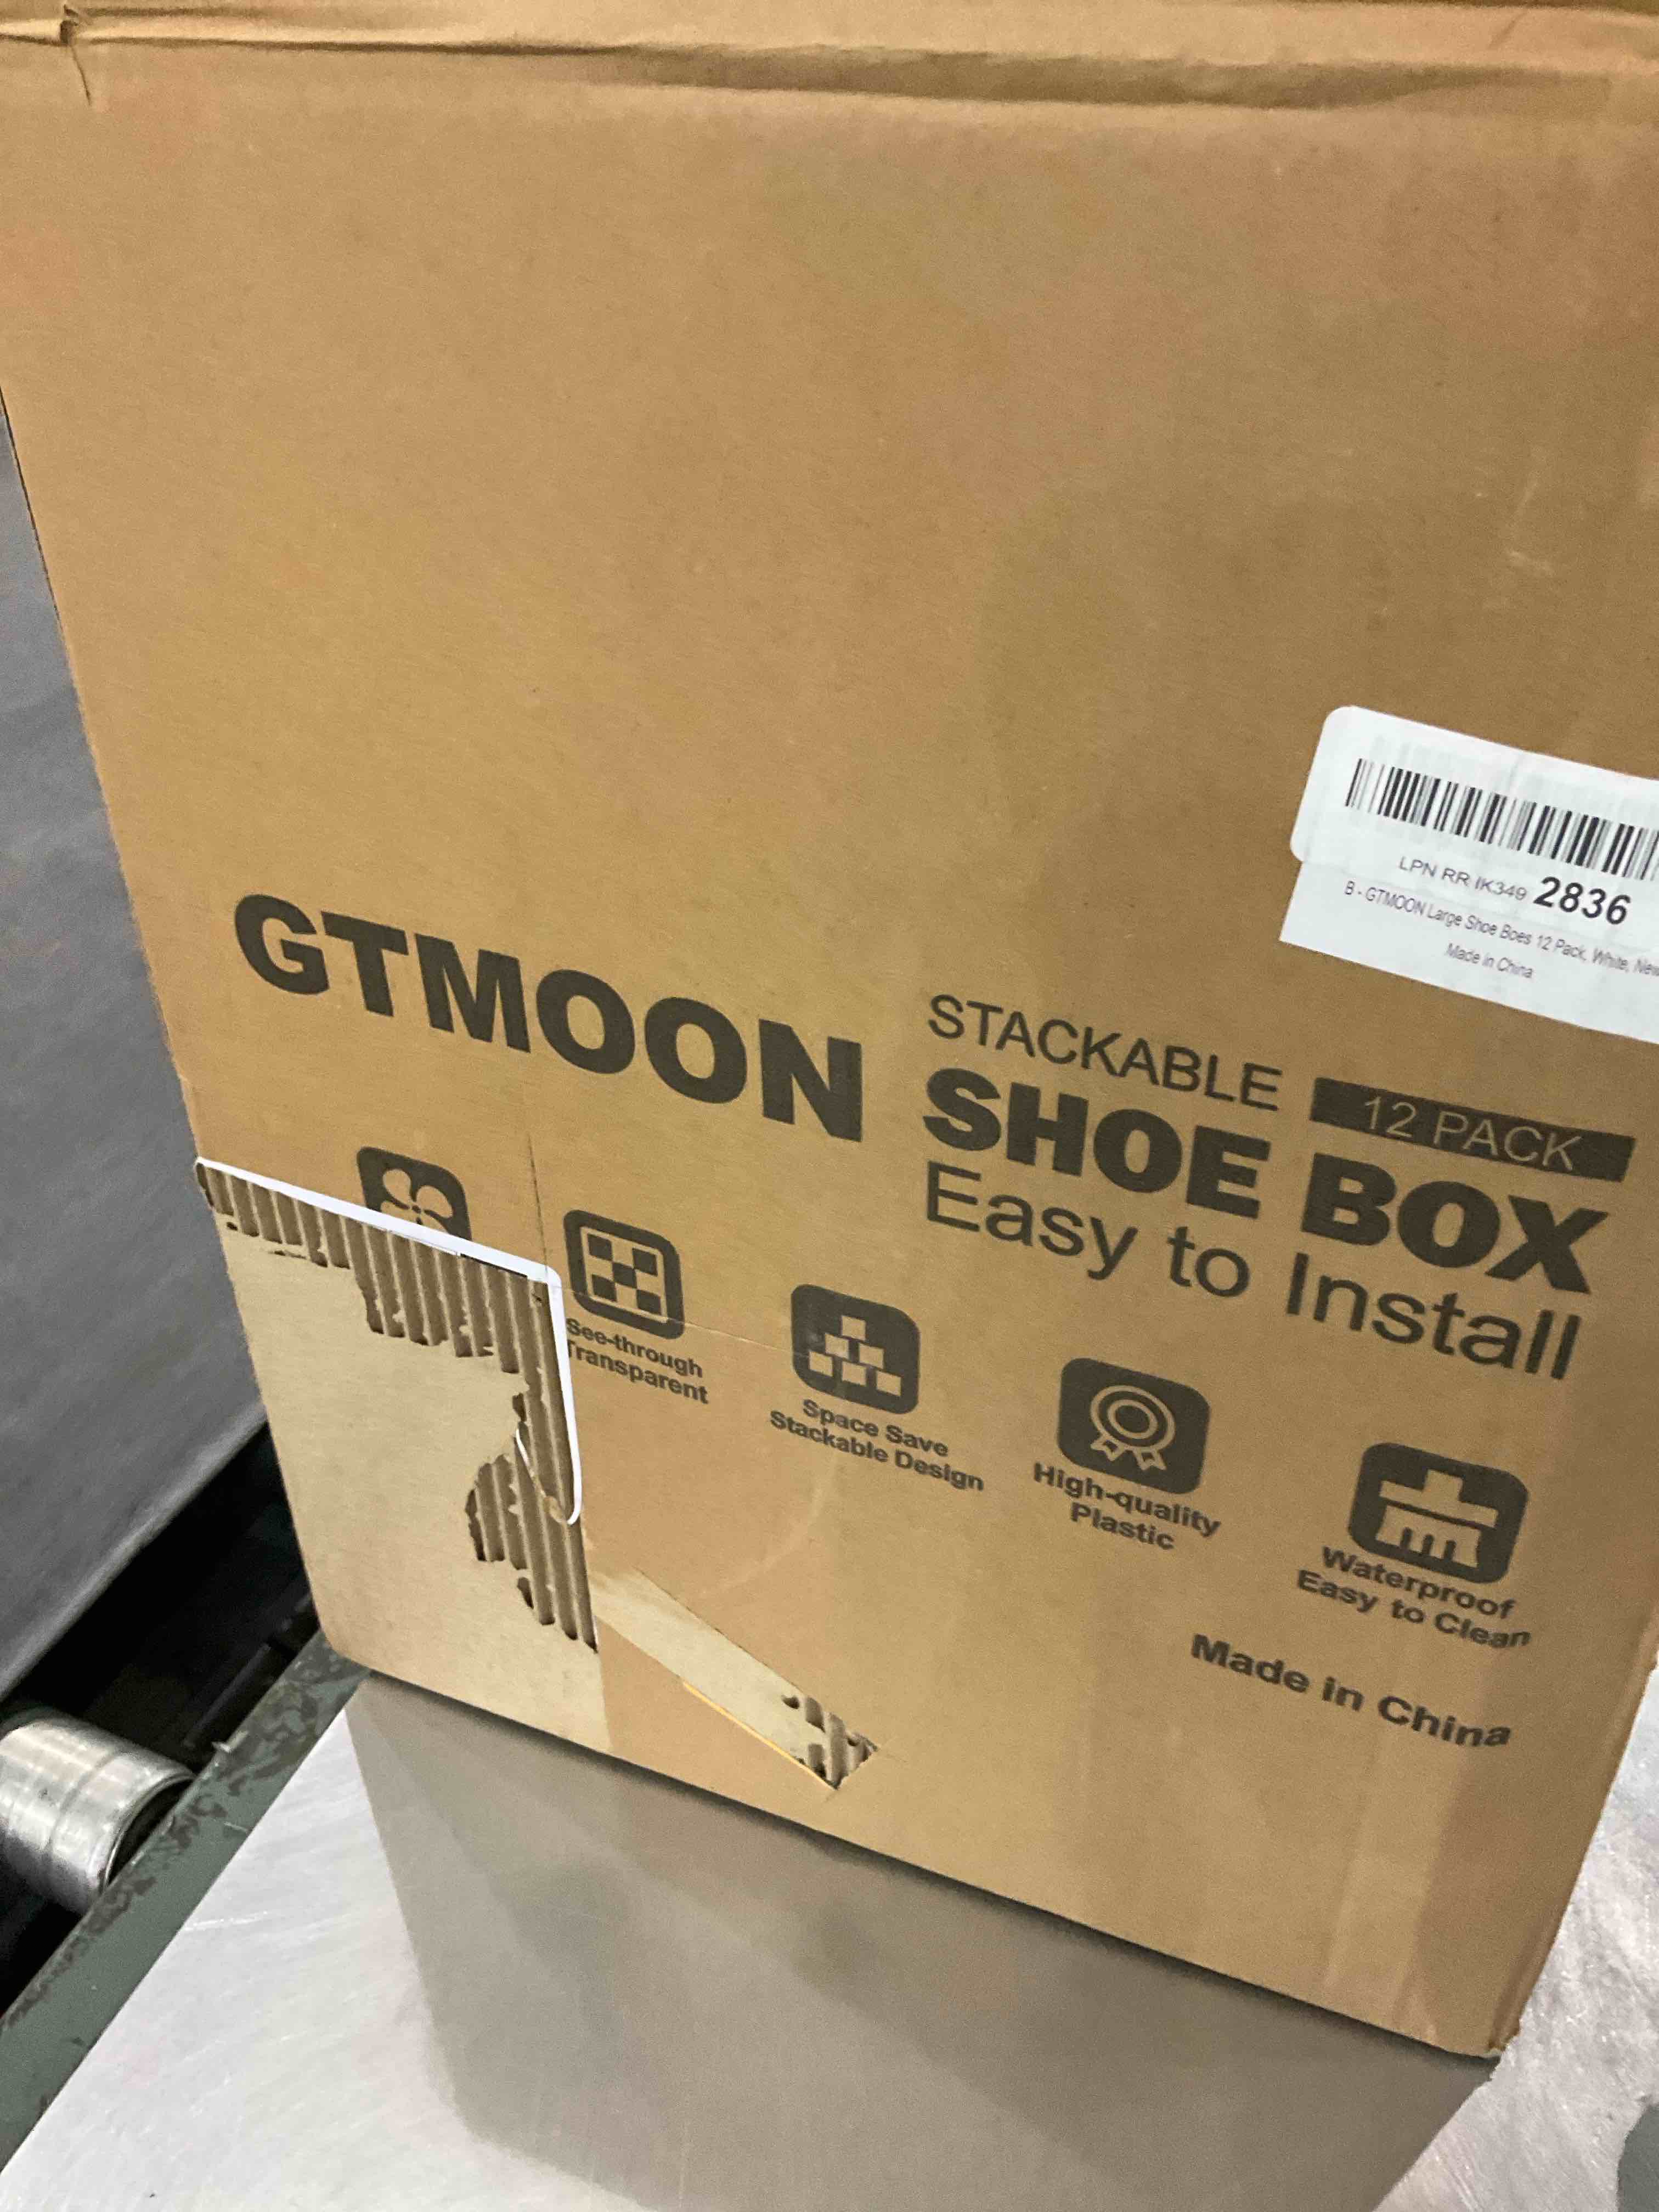 LPN RR IK349 2836
B - GTMOON Large Shoe Boes 12 Pack, White, New
Made in China
GTMOON
STACKABLE
12 PACK
SHOE BOX
Easy to Install
See-through
Transparent
Space Save
Stackable Design
High-quality
Plastic
Waterproof
Easy to Clean
Made in China